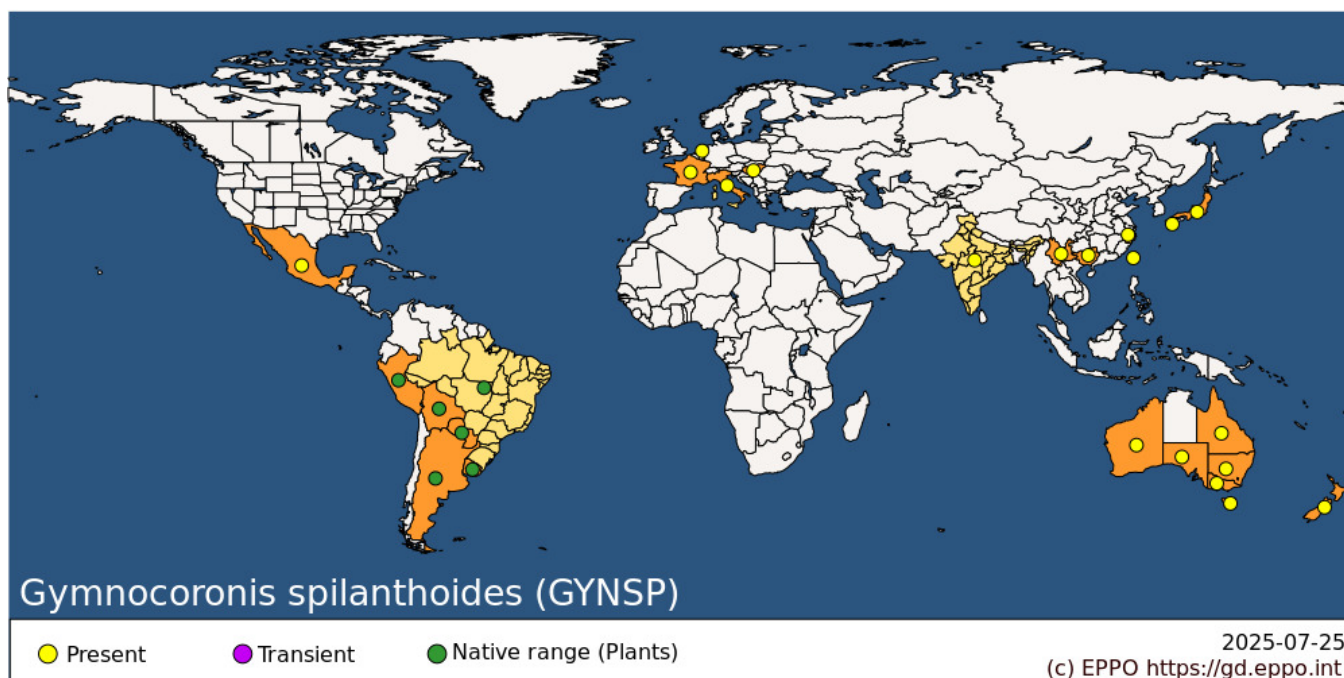 Gymnocoronis spilanthoides (GYNSP)
Present
Transient
Native range (Plants)
2025-07-25
(c) EPPO https://gd.eppo.int